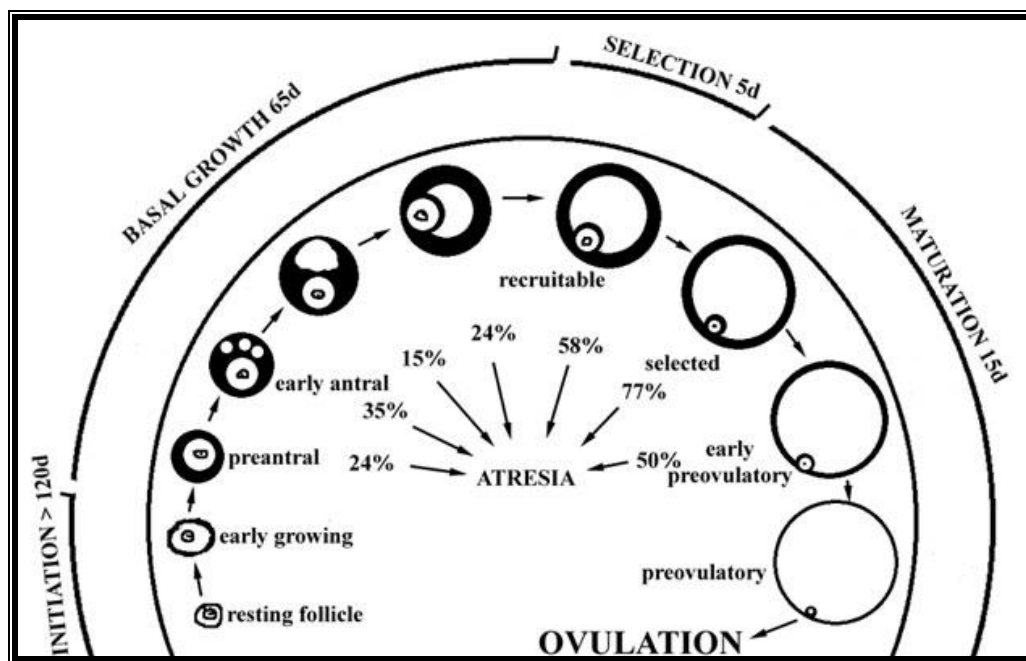 INITIATION > 120d
BASAL GROWTH 65d
SELECTION 5d
MATURATION 15d
resting follicle
early growing
preantral
early antral
recruitable
selected
early
preovulatory
preovulatory
24%
35%
15%
24%
58%
77%
50%
ATRESIA
OVULATION